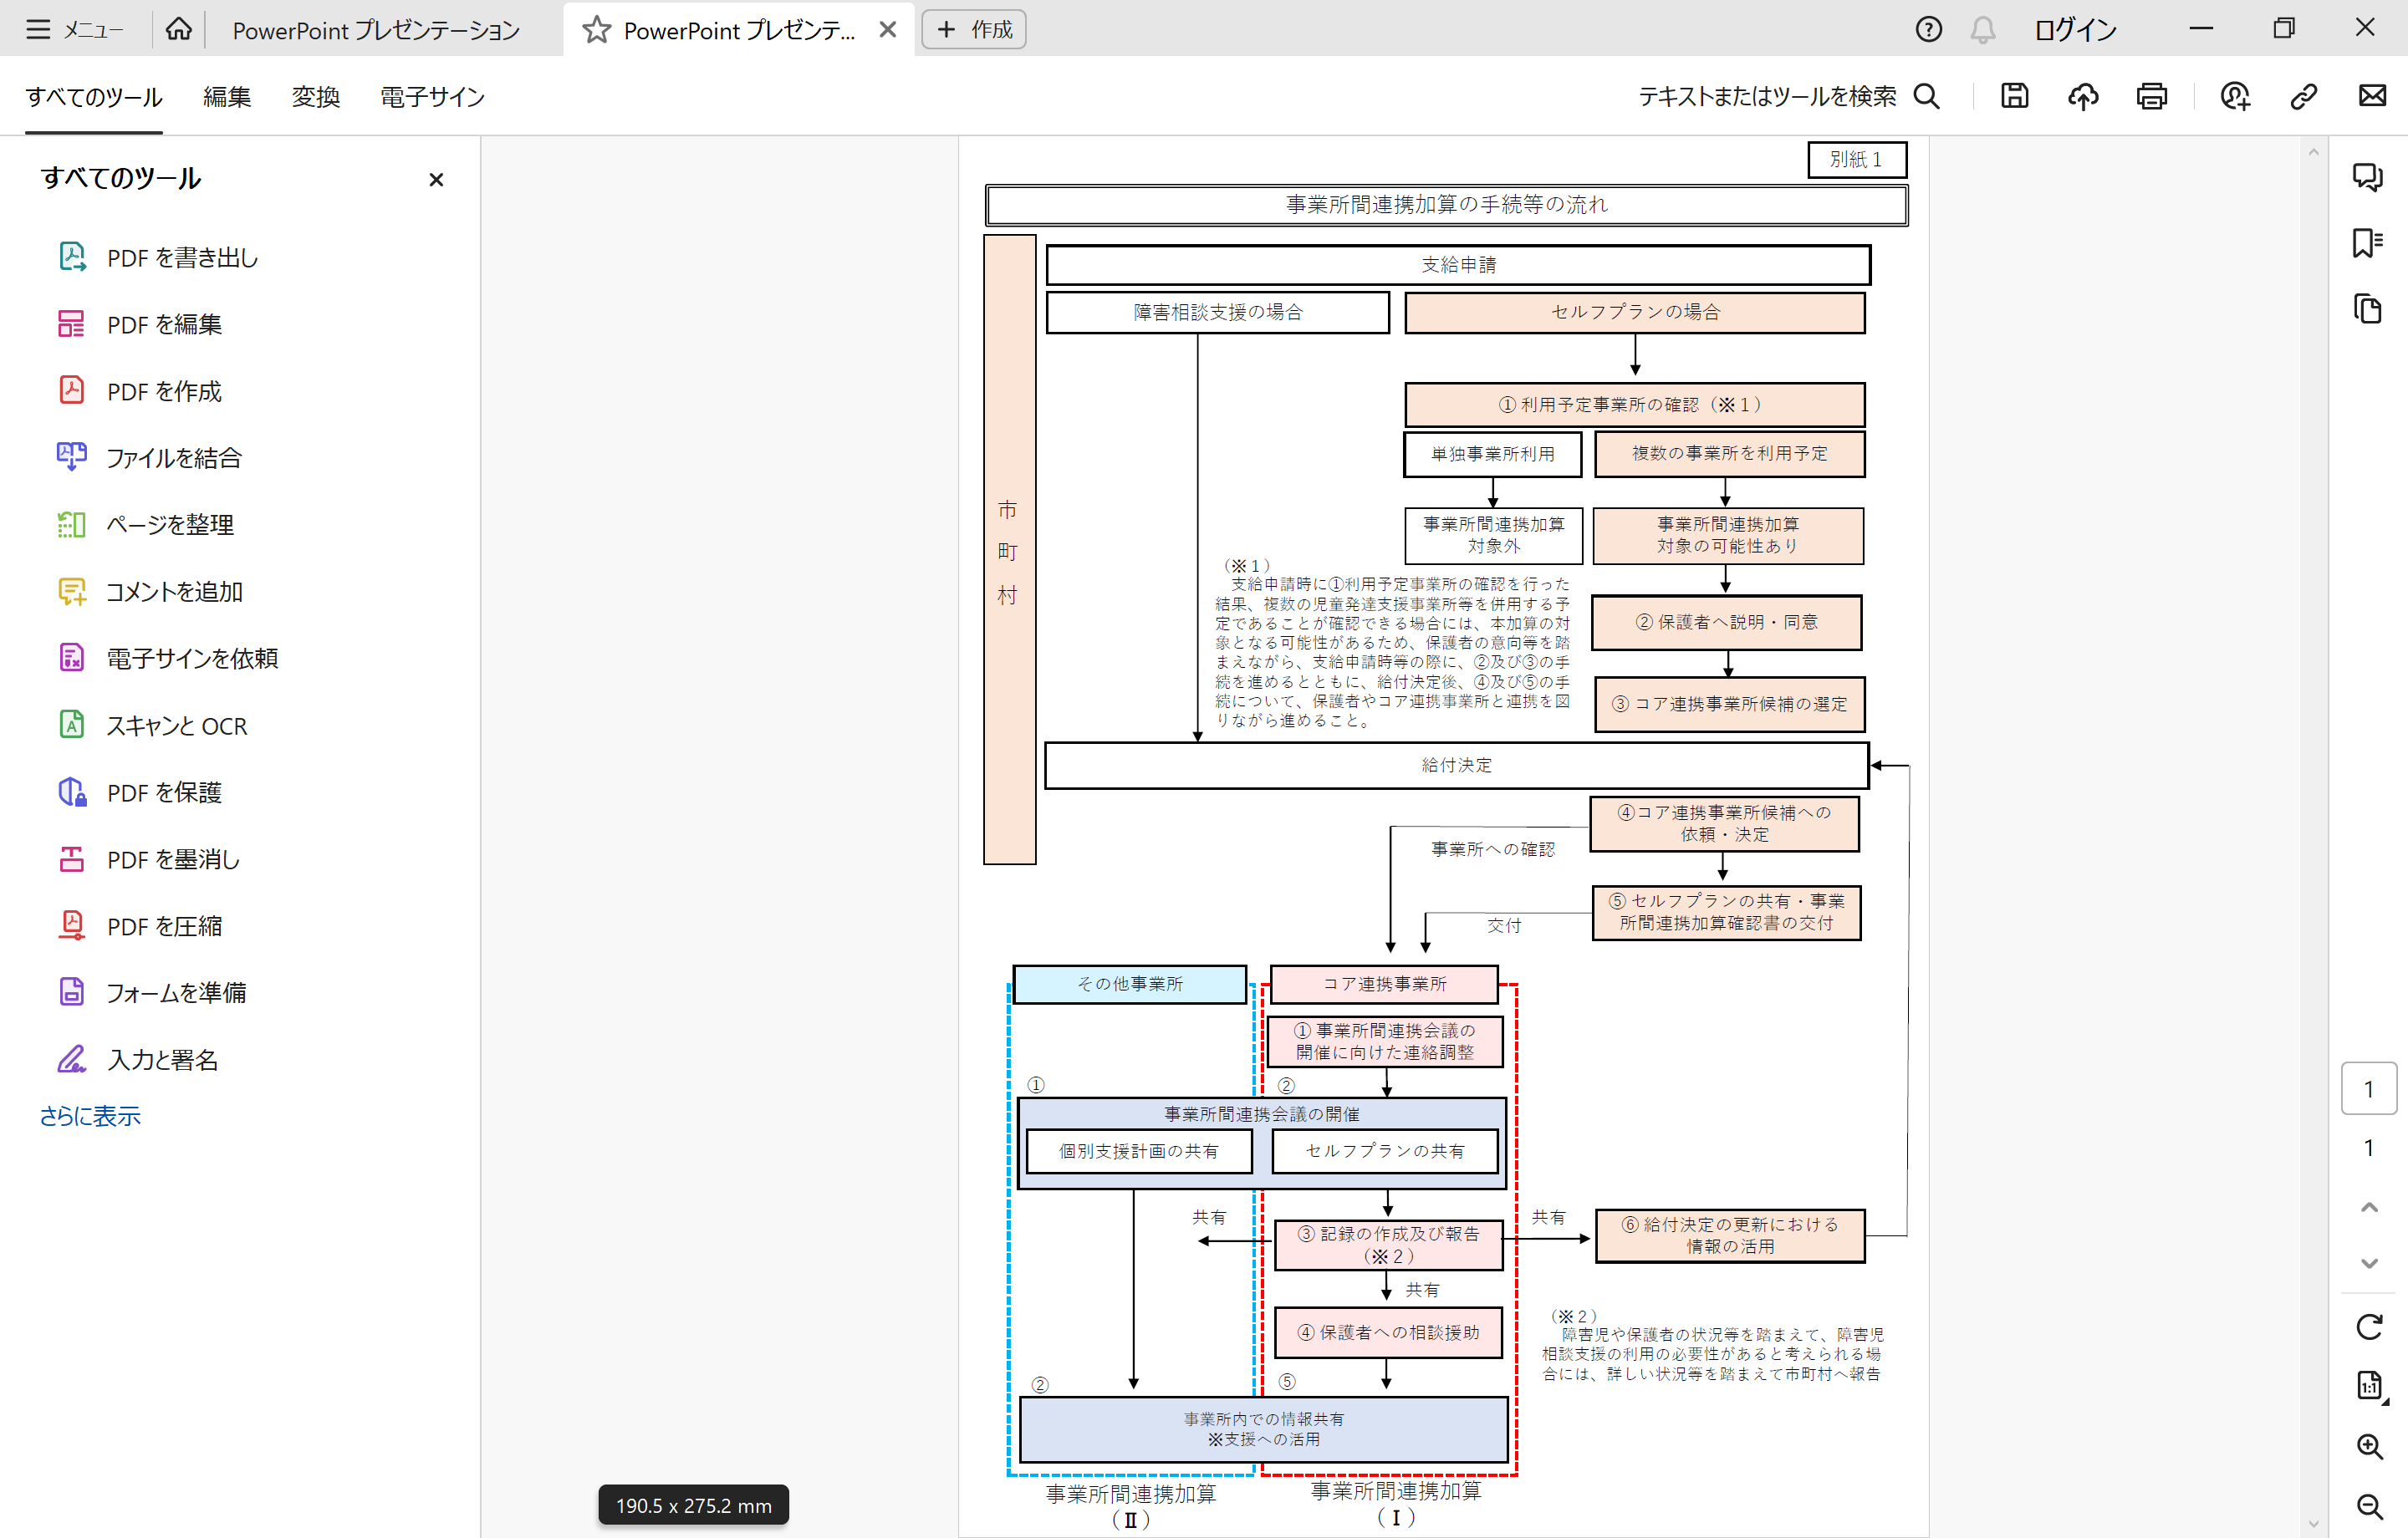 メニュー
PowerPoint プレゼンテーション
PowerPoint プレゼンテ...
作成
ログイン
すべてのツール
編集
変換
電子サイン
テキストまたはツールを検索
すべてのツール
PDF を書き出し
PDF を編集
PDF を作成
ファイルを結合
ページを整理
コメントを追加
電子サインを依頼
スキャンと OCR
PDF を保護
PDF を墨消し
PDF を圧縮
フォームを準備
入力と署名
さらに表示
190.5 x 275.2 mm
別紙１
事業所間連携加算の手続等の流れ
市
町
村
支給申請
障害相談支援の場合
セルフプランの場合
①利用予定事業所の確認（※１）
単独事業所利用
複数の事業所を利用予定
事業所間連携加算
対象外
事業所間連携加算
対象の可能性あり
（※１）
支給申請時に①利用予定事業所の確認を行った
結果、複数の児童発達支援事業所等を併用する予
定であることが確認できる場合には、本加算の対
象となる可能性があるため、保護者の意向等を踏
まえながら、支給申請時等の際に、②及び③の手
続を進めるとともに、給付決定後、④及び⑤の手
続について、保護者やコア連携事業所と連携を図
りながら進めること。
②保護者へ説明・同意
③コア連携事業所候補の選定
給付決定
④コア連携事業所候補への
依頼・決定
事業所への確認
⑤セルフプランの共有・事業
所間連携加算確認書の交付
交付
その他事業所
コア連携事業所
①事業所間連携会議の
開催に向けた連絡調整
①
②
事業所間連携会議の開催
個別支援計画の共有
セルフプランの共有
共有
③記録の作成及び報告
（※２）
共有
⑥給付決定の更新における
情報の活用
共有
④保護者への相談援助
（※２）
障害児や保護者の状況等を踏まえて、障害児
相談支援の利用の必要性があると考えられる場
合には、詳しい状況等を踏まえて市町村へ報告
②
⑤
事業所内での情報共有
※支援への活用
事業所間連携加算
（Ⅱ）
事業所間連携加算
（Ⅰ）
1
1